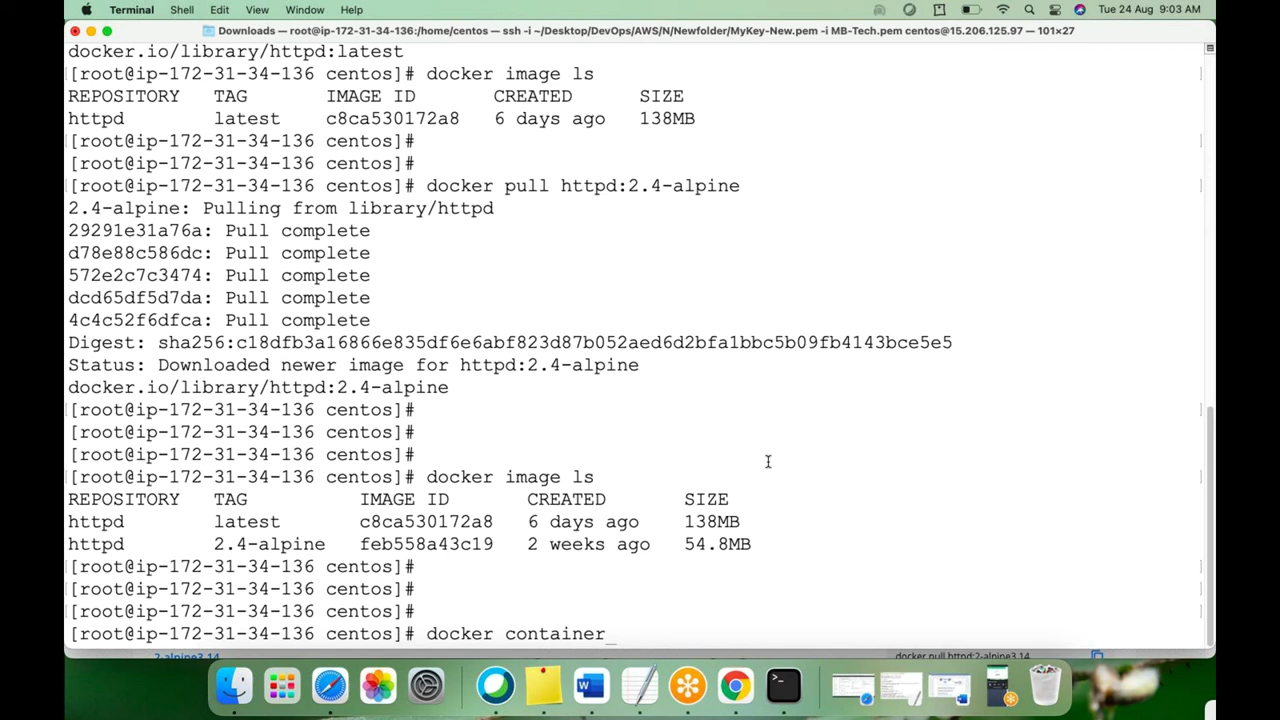 Terminal Shell Edit View Window Help Tue 24 Aug 9:03 AM
Downloads — root@ip-172-31-34-136:/home/centos — ssh -i ~/Desktop/DevOps/AWS/N/Newfolder/MyKey-New.pem -i MB-Tech.pem centos@15.206.125.97 — 101×27
docker.io/library/httpd:latest
[root@ip-172-31-34-136 centos]# docker image ls
REPOSITORY TAG IMAGE ID CREATED SIZE
httpd latest c8ca530172a8 6 days ago 138MB
[root@ip-172-31-34-136 centos]#
[root@ip-172-31-34-136 centos]#
[root@ip-172-31-34-136 centos]# docker pull httpd:2.4-alpine
2.4-alpine: Pulling from library/httpd
29291e31a76a: Pull complete
d78e88c586dc: Pull complete
572e2c7c3474: Pull complete
dcd65df5d7da: Pull complete
4c4c52f6dfca: Pull complete
Digest: sha256:c18dfb3a16866e835df6e6abf823d87b052aed6d2bfa1bbc5b09fb4143bce5e5
Status: Downloaded newer image for httpd:2.4-alpine
docker.io/library/httpd:2.4-alpine
[root@ip-172-31-34-136 centos]#
[root@ip-172-31-34-136 centos]#
[root@ip-172-31-34-136 centos]#
[root@ip-172-31-34-136 centos]# docker image ls
REPOSITORY TAG IMAGE ID CREATED SIZE
httpd latest c8ca530172a8 6 days ago 138MB
httpd 2.4-alpine feb558a43c19 2 weeks ago 54.8MB
[root@ip-172-31-34-136 centos]#
[root@ip-172-31-34-136 centos]#
[root@ip-172-31-34-136 centos]#
[root@ip-172-31-34-136 centos]# docker container
2-alpine3.14 docker pull httpd:2-alpine3.14